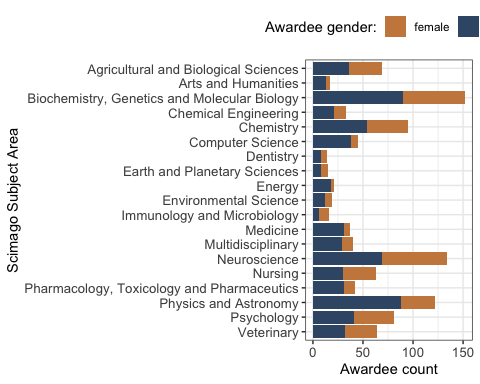 Awardee gender: female
Scimago Subject Area
Agricultural and Biological Sciences
Arts and Humanities
Biochemistry, Genetics and Molecular Biology
Chemical Engineering
Chemistry
Computer Science
Dentistry
Earth and Planetary Sciences
Energy
Environmental Science
Immunology and Microbiology
Medicine
Multidisciplinary
Neuroscience
Nursing
Pharmacology, Toxicology and Pharmaceutics
Physics and Astronomy
Psychology
Veterinary
0 50 100 150
Awardee count